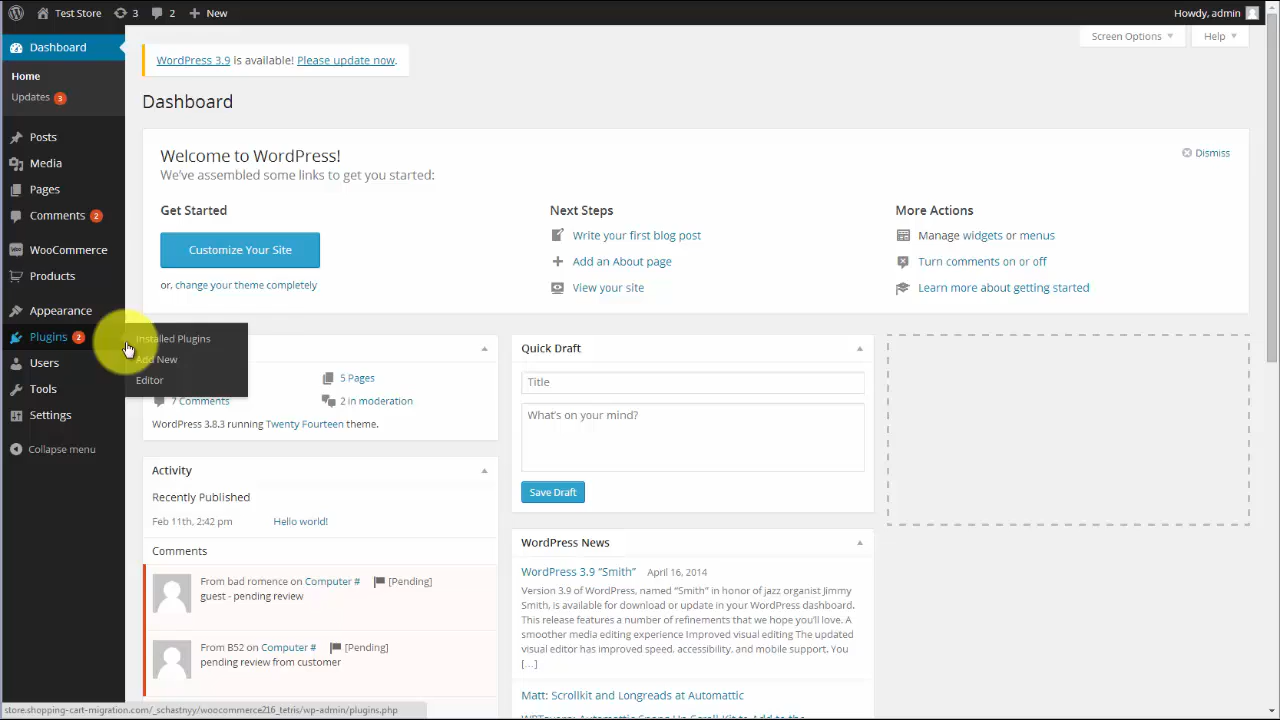 Test Store 3 2 New Howdy, admin
Screen Options Help
Dashboard
Home
Updates 3
Posts
Media
Pages
Comments 2
WooCommerce
Products
Appearance
Plugins 2
Users
Tools
Settings
Collapse menu
Installed Plugins
Add New
Editor
WordPress 3.9 is available! Please update now.
Dashboard
Welcome to WordPress!
We've assembled some links to get you started:
Dismiss
Get Started
Customize Your Site
or, change your theme completely
Next Steps
Write your first blog post
Add an About page
View your site
More Actions
Manage widgets or menus
Turn comments on or off
Learn more about getting started
5 Pages
7 Comments
2 in moderation
WordPress 3.8.3 running Twenty Fourteen theme.
Activity
Recently Published
Feb 11th, 2:42 pm Hello world!
Comments
From bad romence on Computer # [Pending]
guest - pending review
From B52 on Computer # [Pending]
pending review from customer
Quick Draft
Title
What's on your mind?
Save Draft
WordPress News
WordPress 3.9 “Smith” April 16, 2014
Version 3.9 of WordPress, named “Smith” in honor of jazz organist Jimmy
Smith, is available for download or update in your WordPress dashboard.
This release features a number of refinements that we hope you'll love. A
smoother media editing experience Improved visual editing The updated
visual editor has improved speed, accessibility, and mobile support. You
[…]
Matt: Scrollkit and Longreads at Automattic
store.shopping-cart-migration.com/_schastnyy/woocommerce216_tetris/wp-admin/plugins.php